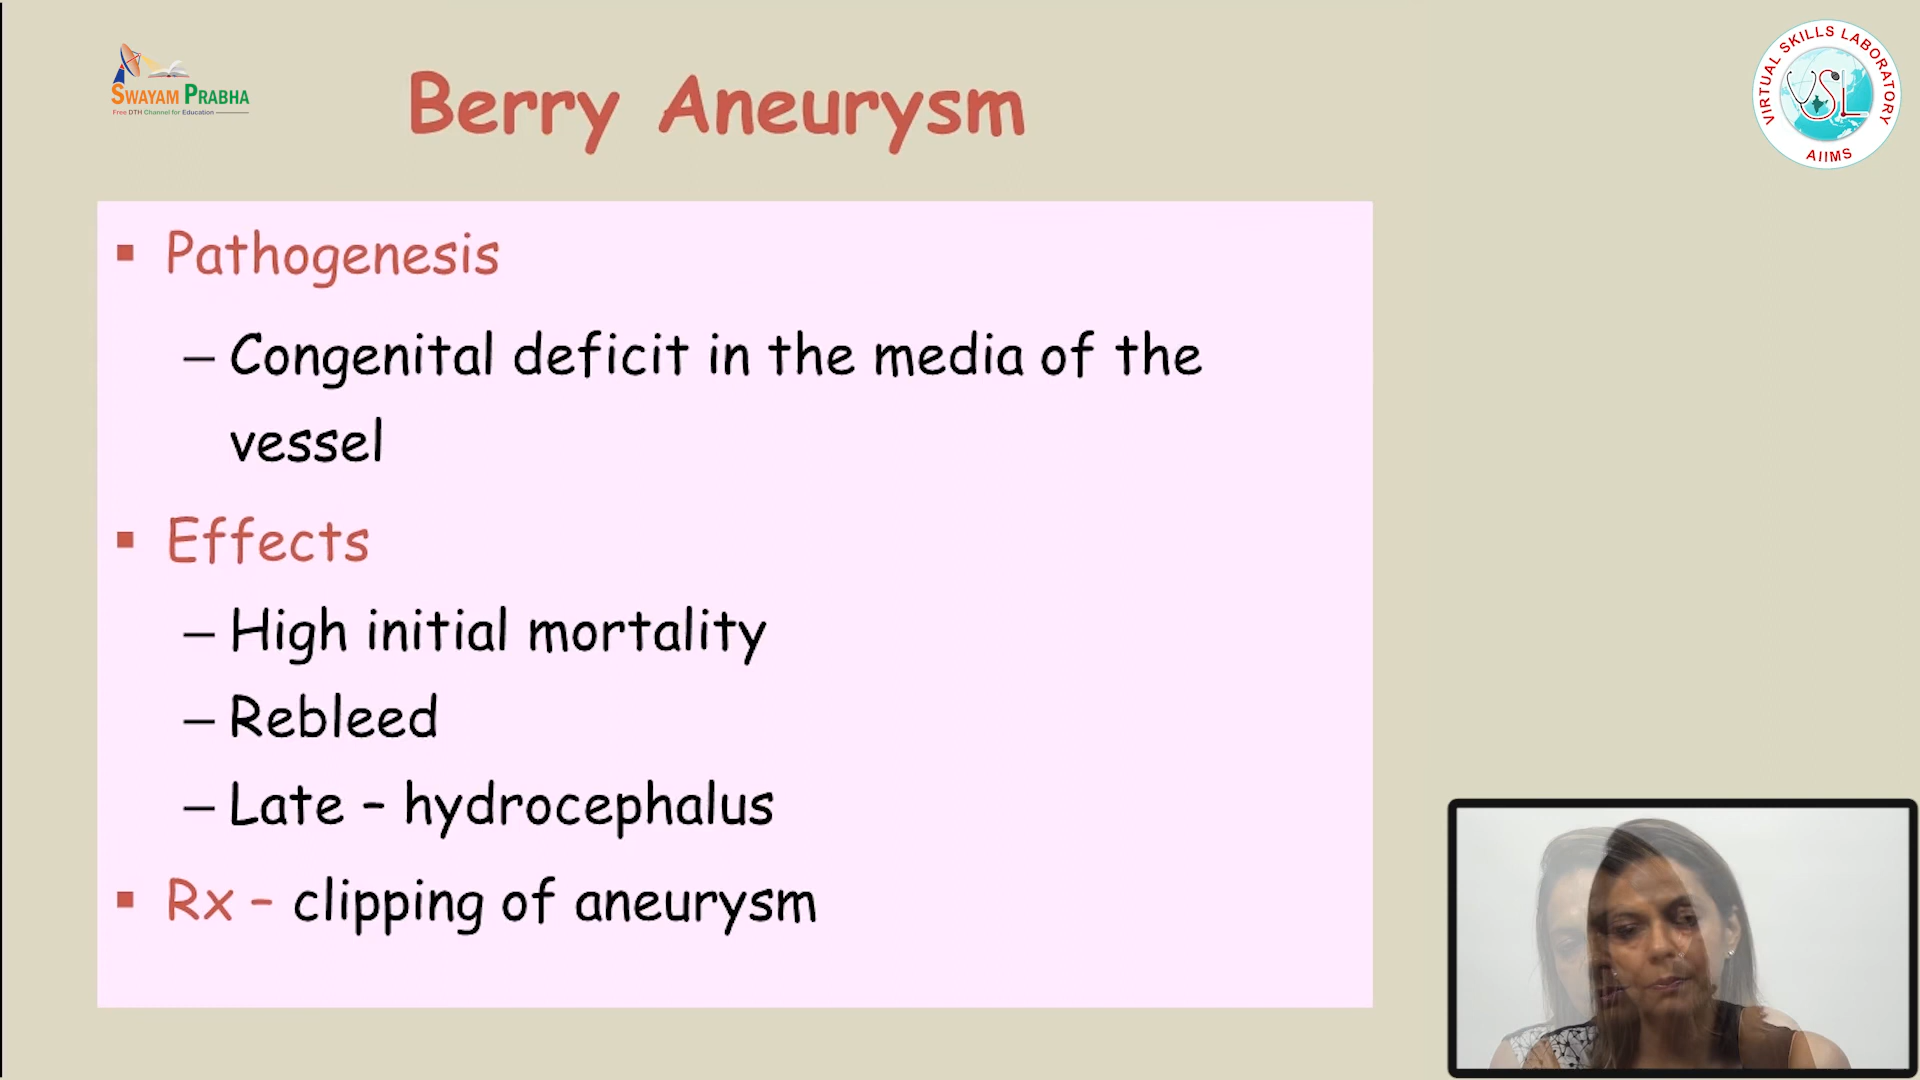 SWAYAM PRABHA
Free DTH Channel for Education
VIRTUAL SKILLS LABORATORY
VSL
AIIMS
Berry Aneurysm
▪ Pathogenesis
– Congenital deficit in the media of the
vessel
▪ Effects
– High initial mortality
– Rebleed
– Late – hydrocephalus
▪ Rx – clipping of aneurysm